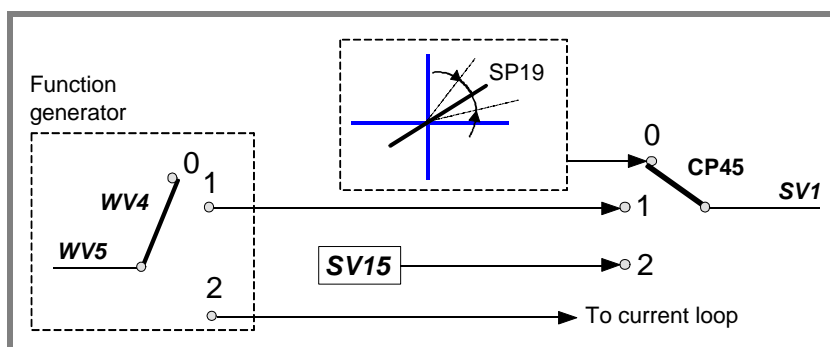 SP19
Function
generator
0
0
CP45
1
WV4
SV1
1
WV5
SV15
2
2
To current loop